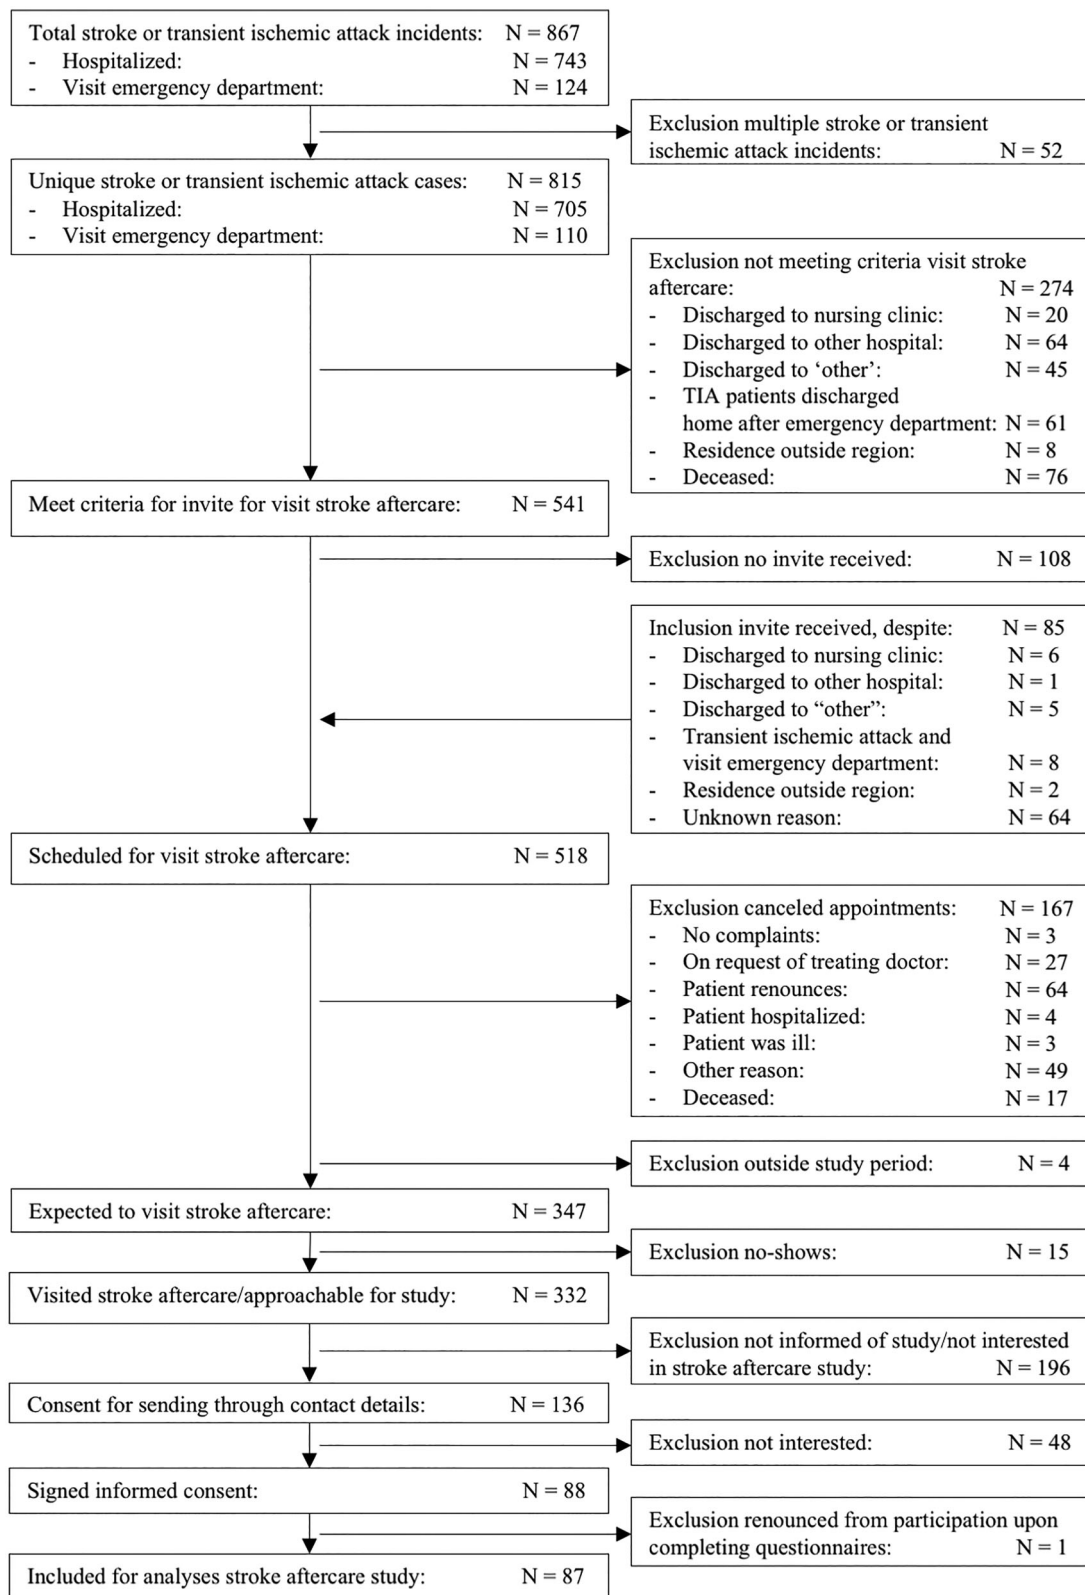 Total stroke or transient ischemic attack incidents: N = 867
- Hospitalized: N = 743
- Visit emergency department: N = 124
Exclusion multiple stroke or transient
ischemic attack incidents: N = 52
Unique stroke or transient ischemic attack cases: N = 815
- Hospitalized: N = 705
- Visit emergency department: N = 110
Exclusion not meeting criteria visit stroke
aftercare: N = 274
- Discharged to nursing clinic: N = 20
- Discharged to other hospital: N = 64
- Discharged to ‘other’: N = 45
- TIA patients discharged
home after emergency department: N = 61
- Residence outside region: N = 8
- Deceased: N = 76
Meet criteria for invite for visit stroke aftercare: N = 541
Exclusion no invite received: N = 108
Inclusion invite received, despite: N = 85
- Discharged to nursing clinic: N = 6
- Discharged to other hospital: N = 1
- Discharged to “other”: N = 5
- Transient ischemic attack and
visit emergency department: N = 8
- Residence outside region: N = 2
- Unknown reason: N = 64
Scheduled for visit stroke aftercare: N = 518
Exclusion canceled appointments: N = 167
- No complaints: N = 3
- On request of treating doctor: N = 27
- Patient renounces: N = 64
- Patient hospitalized: N = 4
- Patient was ill: N = 3
- Other reason: N = 49
- Deceased: N = 17
Exclusion outside study period: N = 4
Expected to visit stroke aftercare: N = 347
Exclusion no-shows: N = 15
Visited stroke aftercare/approachable for study: N = 332
Exclusion not informed of study/not interested
in stroke aftercare study: N = 196
Consent for sending through contact details: N = 136
Exclusion not interested: N = 48
Signed informed consent: N = 88
Exclusion renounced from participation upon
completing questionnaires: N = 1
Included for analyses stroke aftercare study: N = 87